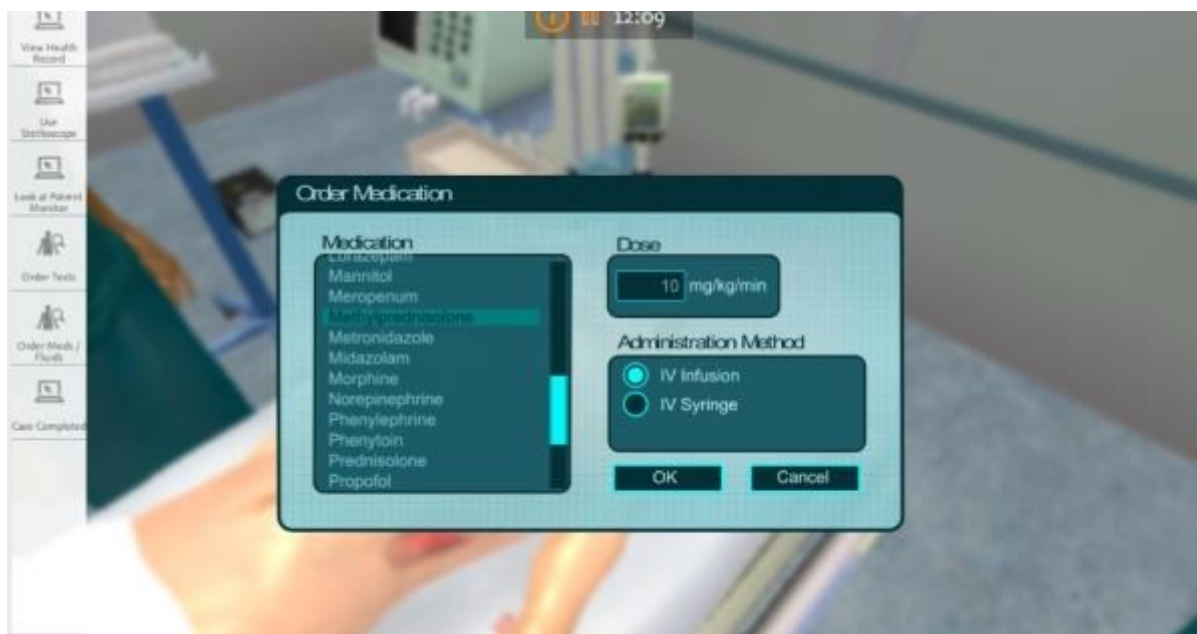 12:09
View Health
Record
Use
Stethoscope
Look at Patient
Monitor
Order Tests
Order Meds /
Fluids
Case Completed
Order Medication
Medication
Lorazepam
Mannitol
Meropenum
Methylprednisolone
Metronidazole
Midazolam
Morphine
Norepinephrine
Phenylephrine
Phenytoin
Prednisolone
Propofol
Dose
10 mg/kg/min
Administration Method
IV Infusion
IV Syringe
OK
Cancel